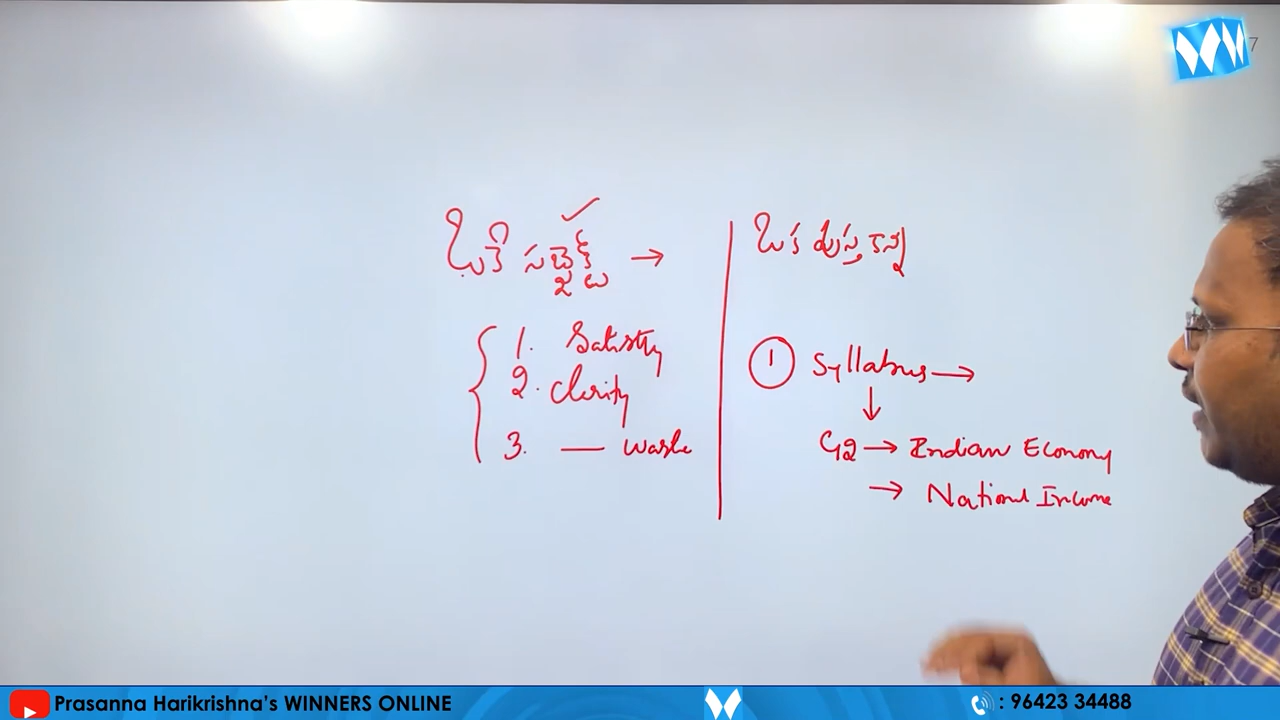 ఒకే సబ్జెక్ట్ →
1. Satisfy
2. Clarity
3. — waste
ఒక పుస్తకాన్ని
① Syllabus →
↓
G2 → Indian Economy
→ National Income
7
Prasanna Harikrishna's WINNERS ONLINE
: 96423 34488